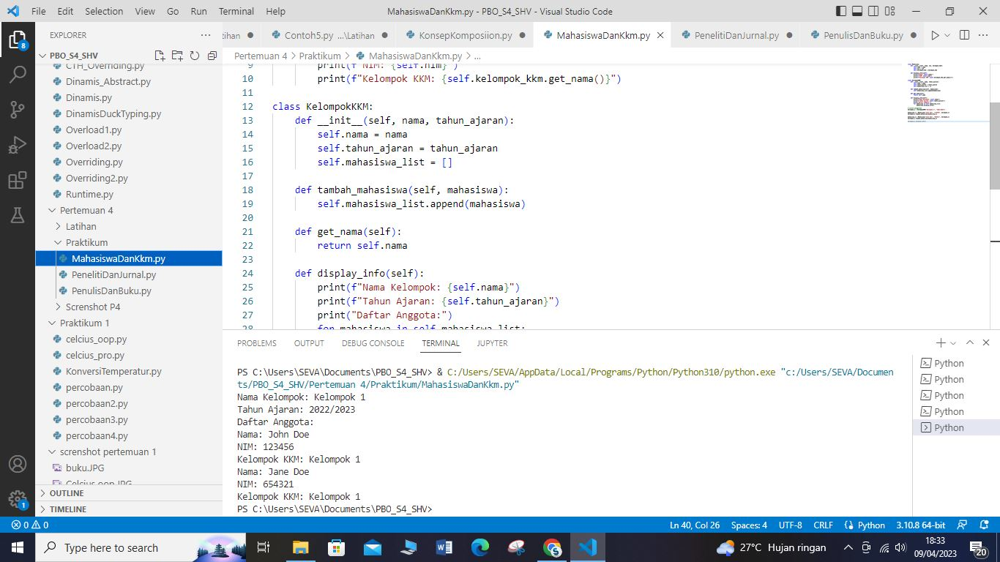 File Edit Selection View Go Run Terminal Help MahasiswaDanKkm.py - PBO_S4_SHV - Visual Studio Code
EXPLORER
Contoh5.py ...\Latihan KonsepKomposiion.py MahasiswaDanKkm.py PenelitiDanJurnal.py PenulisDanBuku.py
8
PBO_S4_SHV
CTH_Overriding.py
Dinamis_Abstract.py
Dinamis.py
DinamisDuckTyping.py
Overload1.py
Overload2.py
Overriding.py
Overriding2.py
Runtime.py
Pertemuan 4
Latihan
Praktikum
MahasiswaDanKkm.py
PenelitiDanJurnal.py
PenulisDanBuku.py
Screnshot P4
Praktikum 1
celcius_oop.py
celcius_pro.py
KonversiTemperatur.py
percobaan.py
percobaan2.py
percobaan3.py
percobaan4.py
screnshot pertemuan 1
buku.JPG
Celcius oop.JPG
OUTLINE
TIMELINE
1
Pertemuan 4 > Praktikum > MahasiswaDanKkm.py > ...
9 print(f"NIM: {self.nim}")
10 print(f"Kelompok KKM: {self.kelompok_kkm.get_nama()}")
11
12 class KelompokKKM:
13 def __init__(self, nama, tahun_ajaran):
14 self.nama = nama
15 self.tahun_ajaran = tahun_ajaran
16 self.mahasiswa_list = []
17
18 def tambah_mahasiswa(self, mahasiswa):
19 self.mahasiswa_list.append(mahasiswa)
20
21 def get_nama(self):
22 return self.nama
23
24 def display_info(self):
25 print(f"Nama Kelompok: {self.nama}")
26 print(f"Tahun Ajaran: {self.tahun_ajaran}")
27 print("Daftar Anggota:")
28 for mahasiswa in self.mahasiswa_list:
PROBLEMS OUTPUT DEBUG CONSOLE TERMINAL JUPYTER
PS C:\Users\SEVA\Documents\PBO_S4_SHV> & C:/Users/SEVA/AppData/Local/Programs/Python/Python310/python.exe "c:/Users/SEVA/Documen
ts/PBO_S4_SHV/Pertemuan 4/Praktikum/MahasiswaDanKkm.py"
Nama Kelompok: Kelompok 1
Tahun Ajaran: 2022/2023
Daftar Anggota:
Nama: John Doe
NIM: 123456
Kelompok KKM: Kelompok 1
Nama: Jane Doe
NIM: 654321
Kelompok KKM: Kelompok 1
PS C:\Users\SEVA\Documents\PBO_S4_SHV>
Python
Python
Python
Python
Python
0 0 Ln 40, Col 26 Spaces: 4 UTF-8 CRLF Python 3.10.8 64-bit
Type here to search 27°C Hujan ringan 18:33
09/04/2023 20